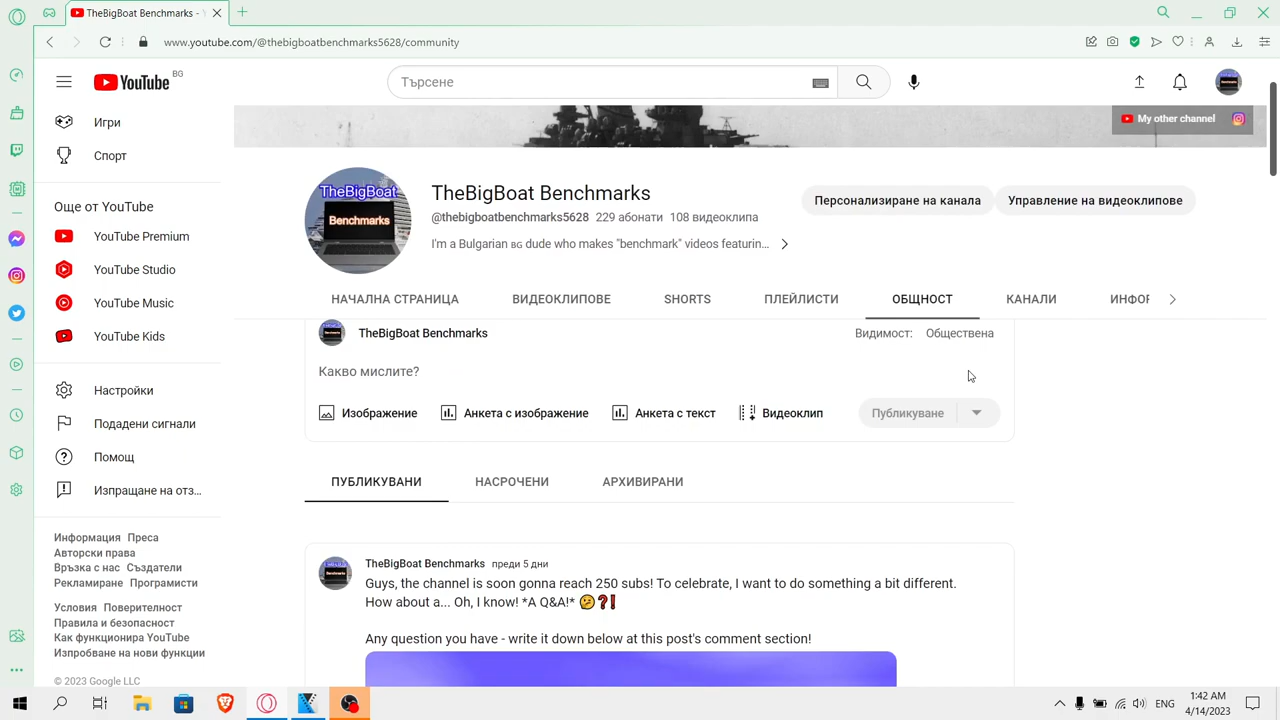 TheBigBoat Benchmarks - Y
www.youtube.com/@thebigboatbenchmarks5628/community
YouTube BG
Търсене
Игри
Спорт
Още от YouTube
YouTube Premium
YouTube Studio
YouTube Music
YouTube Kids
Настройки
Подадени сигнали
Помощ
Изпращане на отз...
Информация Преса
Авторски права
Връзка с нас Създатели
Рекламиране Програмисти
Условия Поверителност
Правила и безопасност
Как функционира YouTube
Изпробване на нови функции
© 2023 Google LLC
My other channel
TheBigBoat
Benchmarks
TheBigBoat Benchmarks
@thebigboatbenchmarks5628 229 абонати 108 видеоклипа
I'm a Bulgarian BG dude who makes "benchmark" videos featurin...
Персонализиране на канала
Управление на видеоклипове
НАЧАЛНА СТРАНИЦА ВИДЕОКЛИПОВЕ SHORTS ПЛЕЙЛИСТИ ОБЩНОСТ КАНАЛИ ИНФОР
TheBigBoat Benchmarks
Видимост: Обществена
Какво мислите?
Изображение Анкета с изображение Анкета с текст Видеоклип Публикуване
ПУБЛИКУВАНИ НАСРОЧЕНИ АРХИВИРАНИ
TheBigBoat Benchmarks преди 5 дни
Guys, the channel is soon gonna reach 250 subs! To celebrate, I want to do something a bit different.
How about a... Oh, I know! *A Q&A!* 🤔❓❗
Any question you have - write it down below at this post's comment section!
ENG
1:42 AM
4/14/2023